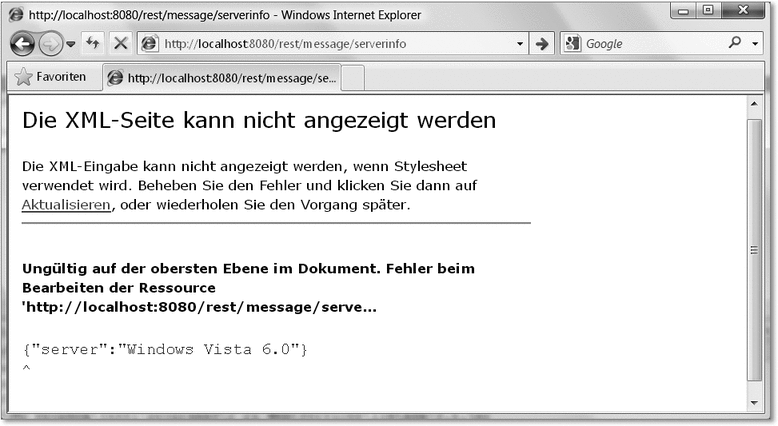 http://localhost:8080/rest/message/serverinfo - Windows Internet Explorer
http://localhost:8080/rest/message/serverinfo
Google
Favoriten
http://localhost:8080/rest/message/se...
Die XML-Seite kann nicht angezeigt werden
Die XML-Eingabe kann nicht angezeigt werden, wenn Stylesheet
verwendet wird. Beheben Sie den Fehler und klicken Sie dann auf
Aktualisieren, oder wiederholen Sie den Vorgang später.
Ungültig auf der obersten Ebene im Dokument. Fehler beim
Bearbeiten der Ressource
'http://localhost:8080/rest/message/serve...
{"server":"Windows Vista 6.0"}
^